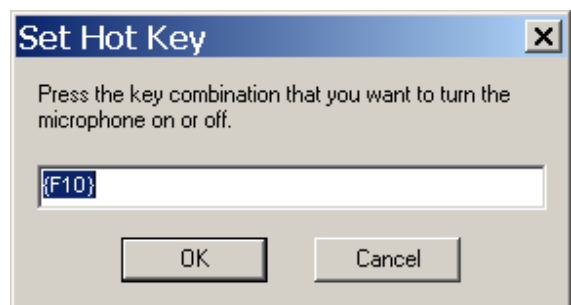 Set Hot Key
Press the key combination that you want to turn the
microphone on or off.
{F10}
OK
Cancel